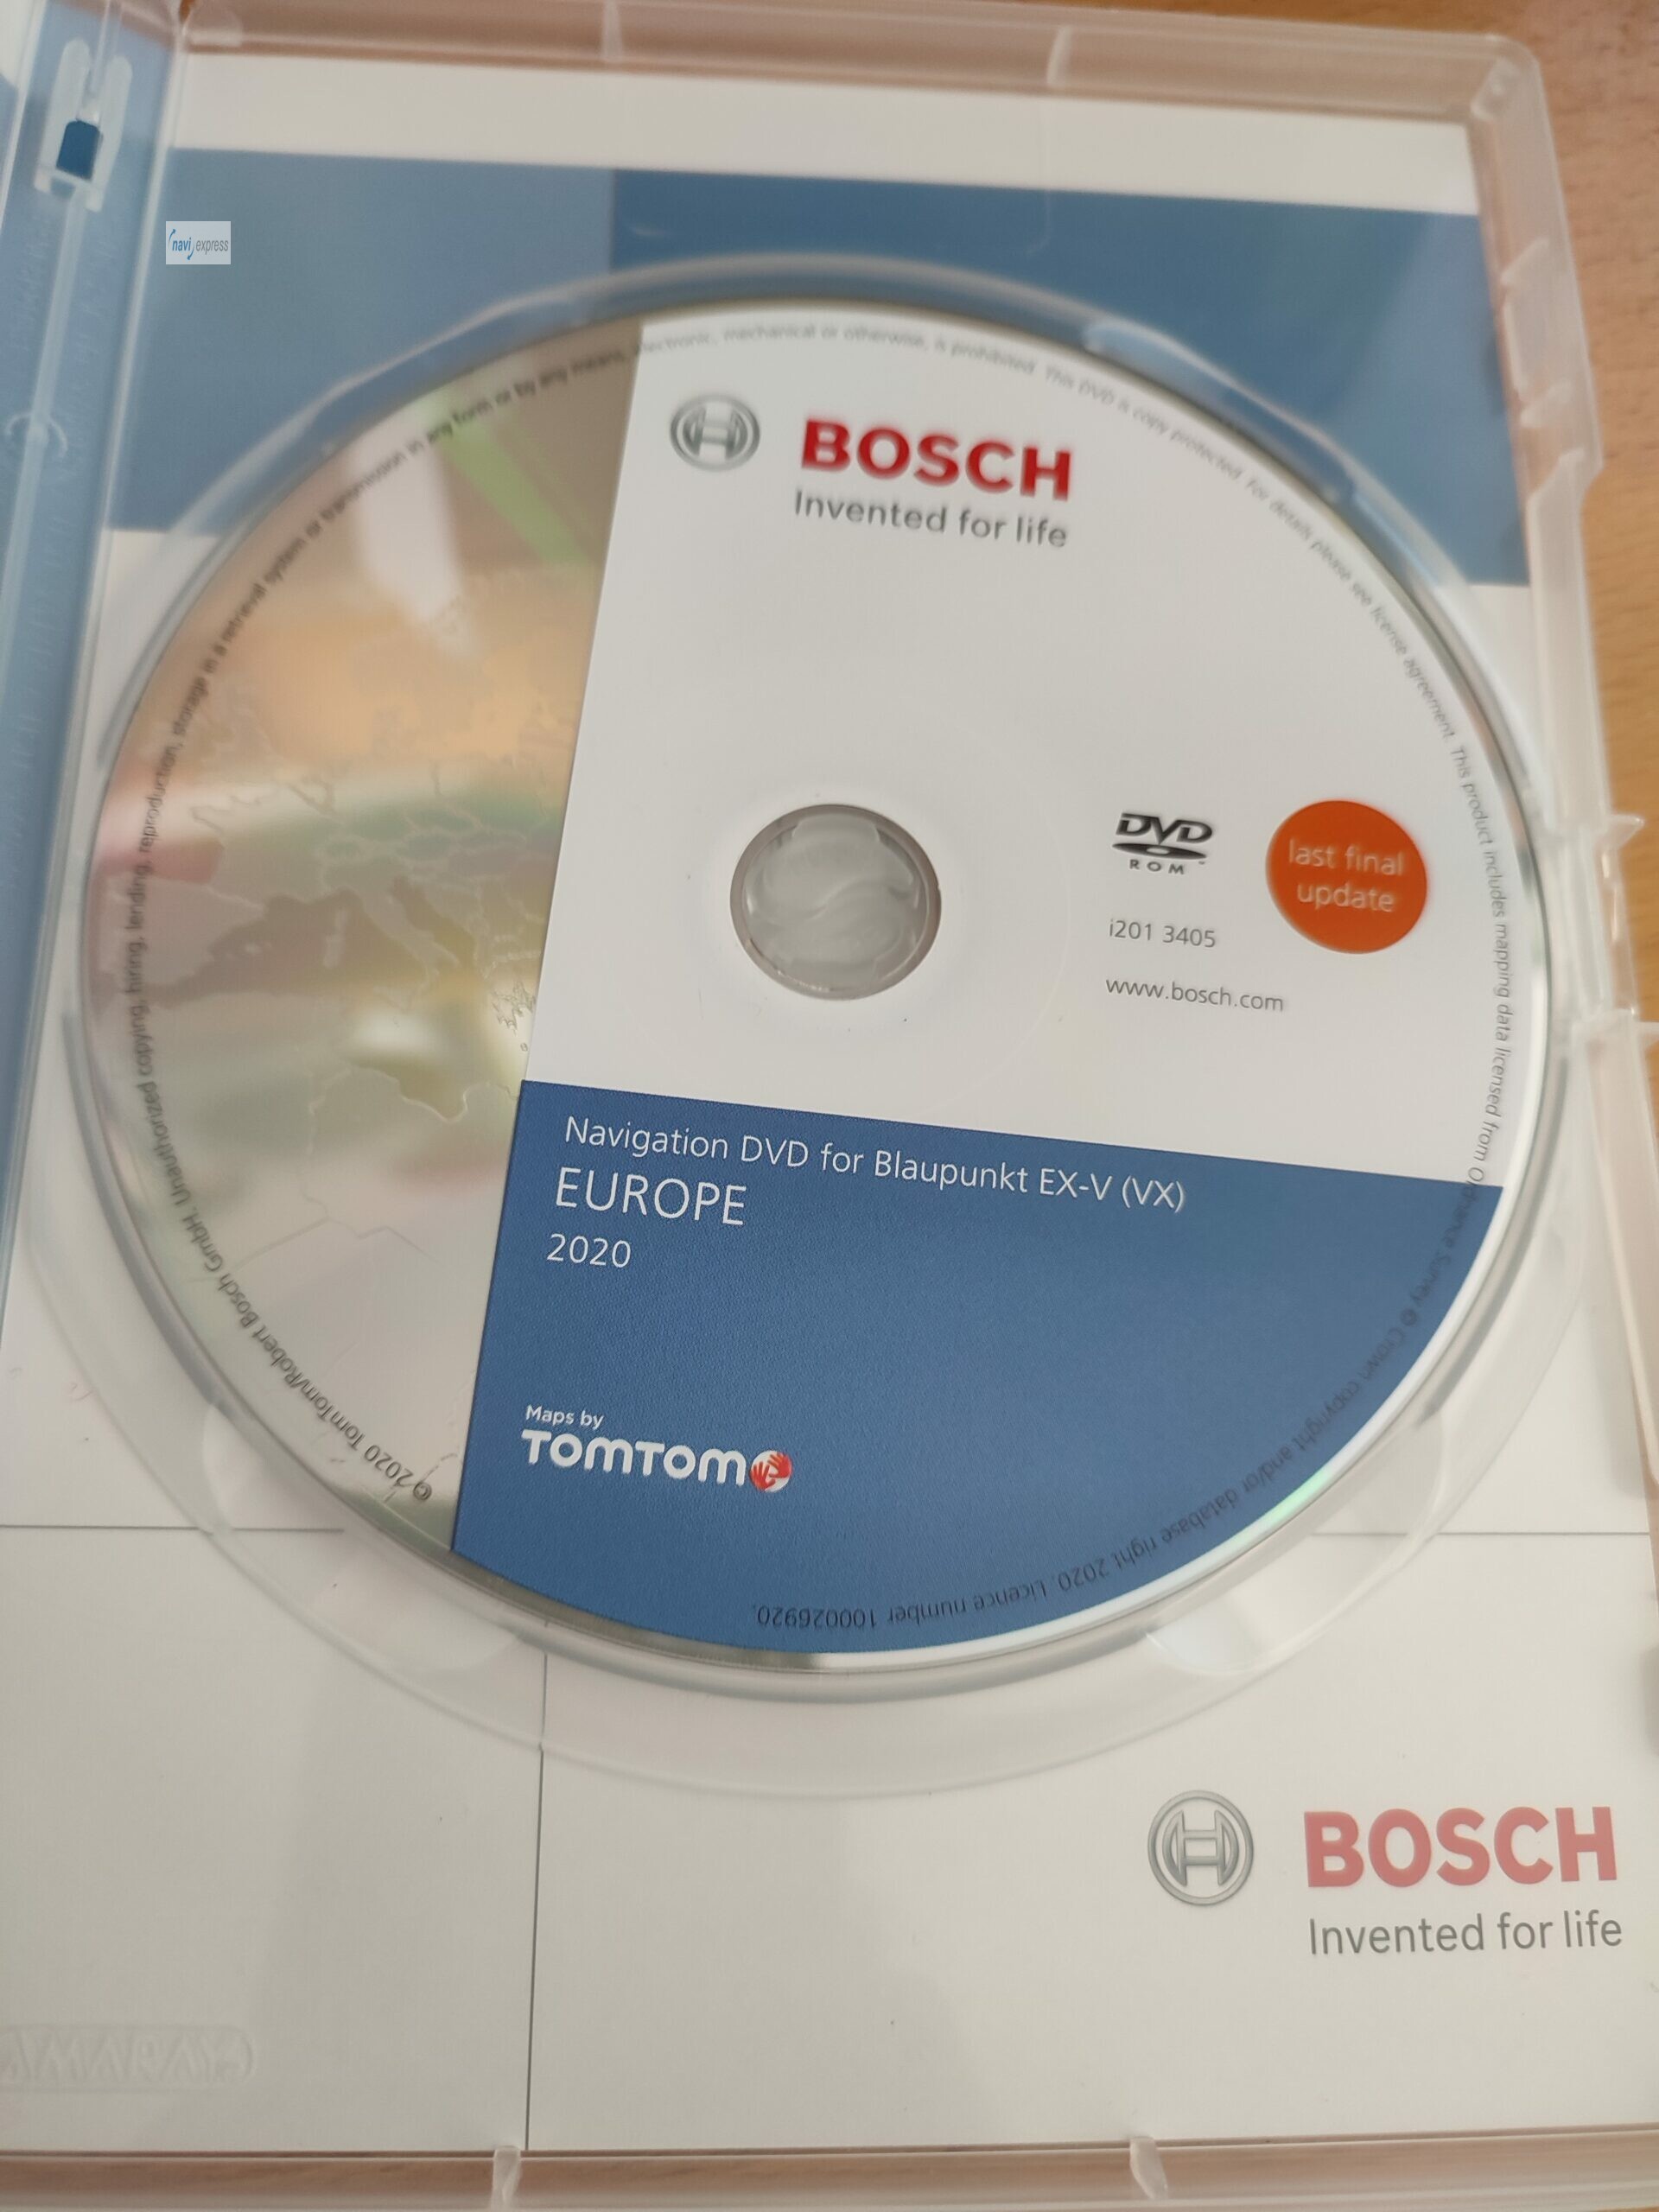 navi express
BOSCH
Invented for life
DVD
ROM
last final
update
i201 3405
www.bosch.com
Navigation DVD for Blaupunkt EX-V (VX)
EUROPE
2020
Maps by
TOMTOM
© 2020 TomTom/Robert Bosch GmbH. Unauthorized copying, hiring, lending, reproduction, storage in a retrieval system or transmission in any form or by any means, electronic, mechanical or otherwise, is prohibited. This DVD is copy protected. For details please see license agreement. This product includes mapping data licensed from Ordnance Survey © Crown copyright and/or database right 2020. Licence number 100026920.
BOSCH
Invented for life
AMARAY